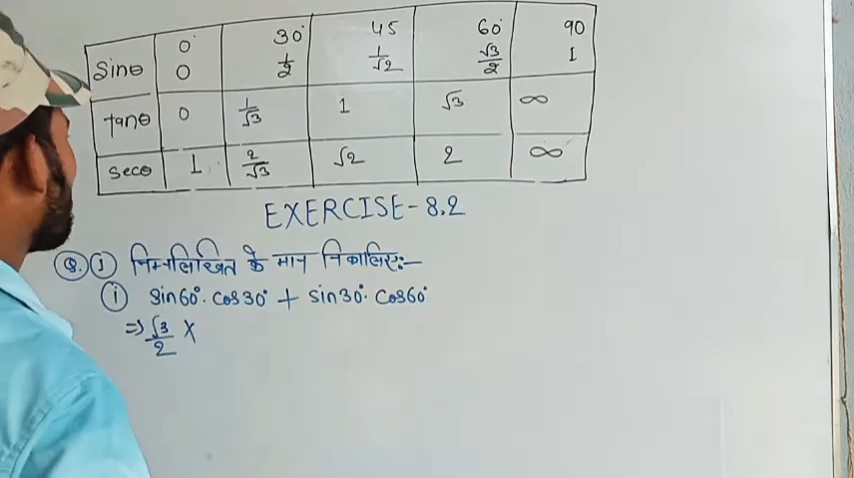 0° 30° 45 60° 90
Sinθ 0 1/2 1/√2 √3/2 1
tanθ 0 1/√3 1 √3 ∞
secθ 1 2/√3 √2 2 ∞
EXERCISE-8.2
Q.1 निम्नलिखित के मान निकालिए:-
i sin60°. cos30° + sin30°. cos60°
⇒ √3/2 ×